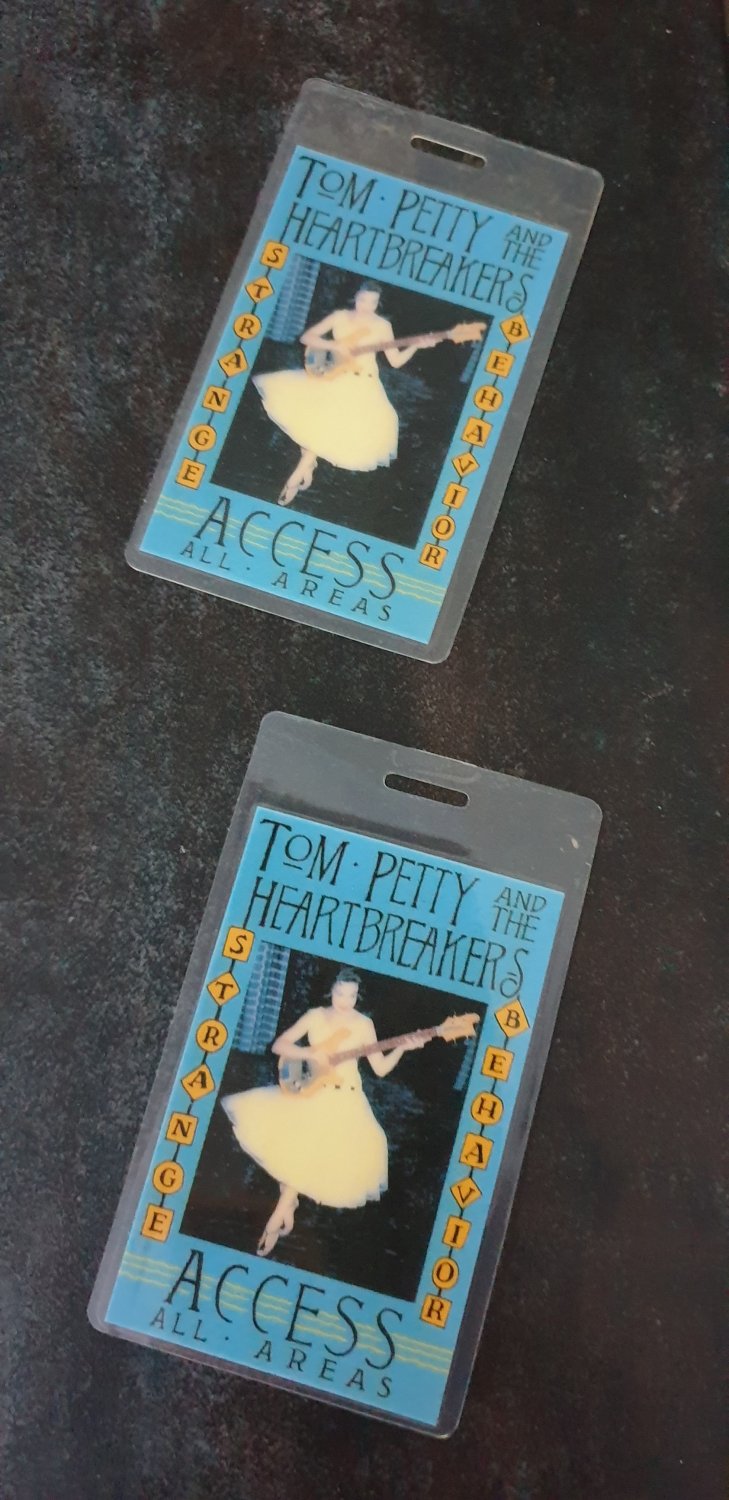 TOM · PETTY AND THE
HEARTBREAKERS
STRANGE
BEHAVIOR
ACCESS
ALL · AREAS
TOM · PETTY AND THE
HEARTBREAKERS
STRANGE
BEHAVIOR
ACCESS
ALL · AREAS